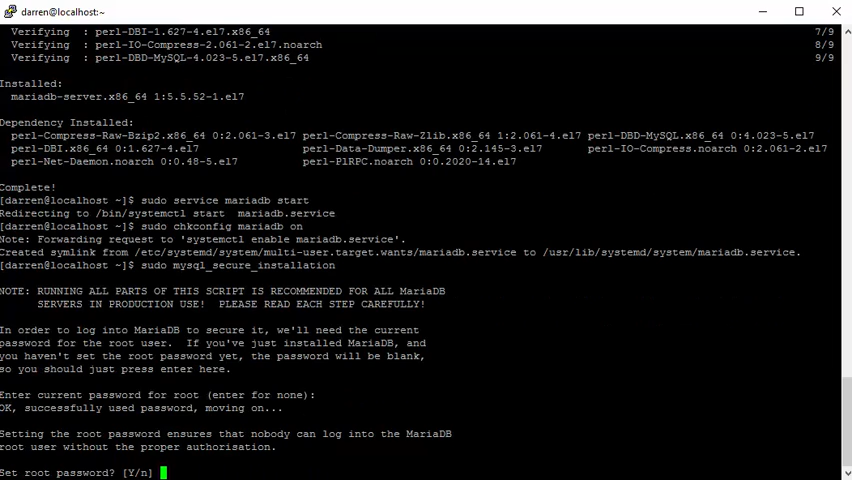 darren@localhost:~
Verifying  : perl-DBI-1.627-4.el7.x86_64 7/9
Verifying  : perl-IO-Compress-2.061-2.el7.noarch 8/9
Verifying  : perl-DBD-MySQL-4.023-5.el7.x86_64 9/9
Installed:
mariadb-server.x86_64 1:5.5.52-1.el7
Dependency Installed:
perl-Compress-Raw-Bzip2.x86_64 0:2.061-3.el7 perl-Compress-Raw-Zlib.x86_64 1:2.061-4.el7 perl-DBD-MySQL.x86_64 0:4.023-5.el7
perl-DBI.x86_64 0:1.627-4.el7 perl-Data-Dumper.x86_64 0:2.145-3.el7 perl-IO-Compress.noarch 0:2.061-2.el7
perl-Net-Daemon.noarch 0:0.48-5.el7 perl-PlRPC.noarch 0:0.2020-14.el7
Complete!
[darren@localhost ~]$ sudo service mariadb start
Redirecting to /bin/systemctl start  mariadb.service
[darren@localhost ~]$ sudo chkconfig mariadb on
Note: Forwarding request to 'systemctl enable mariadb.service'.
Created symlink from /etc/systemd/system/multi-user.target.wants/mariadb.service to /usr/lib/systemd/system/mariadb.service.
[darren@localhost ~]$ sudo mysql_secure_installation
NOTE: RUNNING ALL PARTS OF THIS SCRIPT IS RECOMMENDED FOR ALL MariaDB
SERVERS IN PRODUCTION USE!  PLEASE READ EACH STEP CAREFULLY!
In order to log into MariaDB to secure it, we'll need the current
password for the root user.  If you've just installed MariaDB, and
you haven't set the root password yet, the password will be blank,
so you should just press enter here.
Enter current password for root (enter for none):
OK, successfully used password, moving on...
Setting the root password ensures that nobody can log into the MariaDB
root user without the proper authorisation.
Set root password? [Y/n]